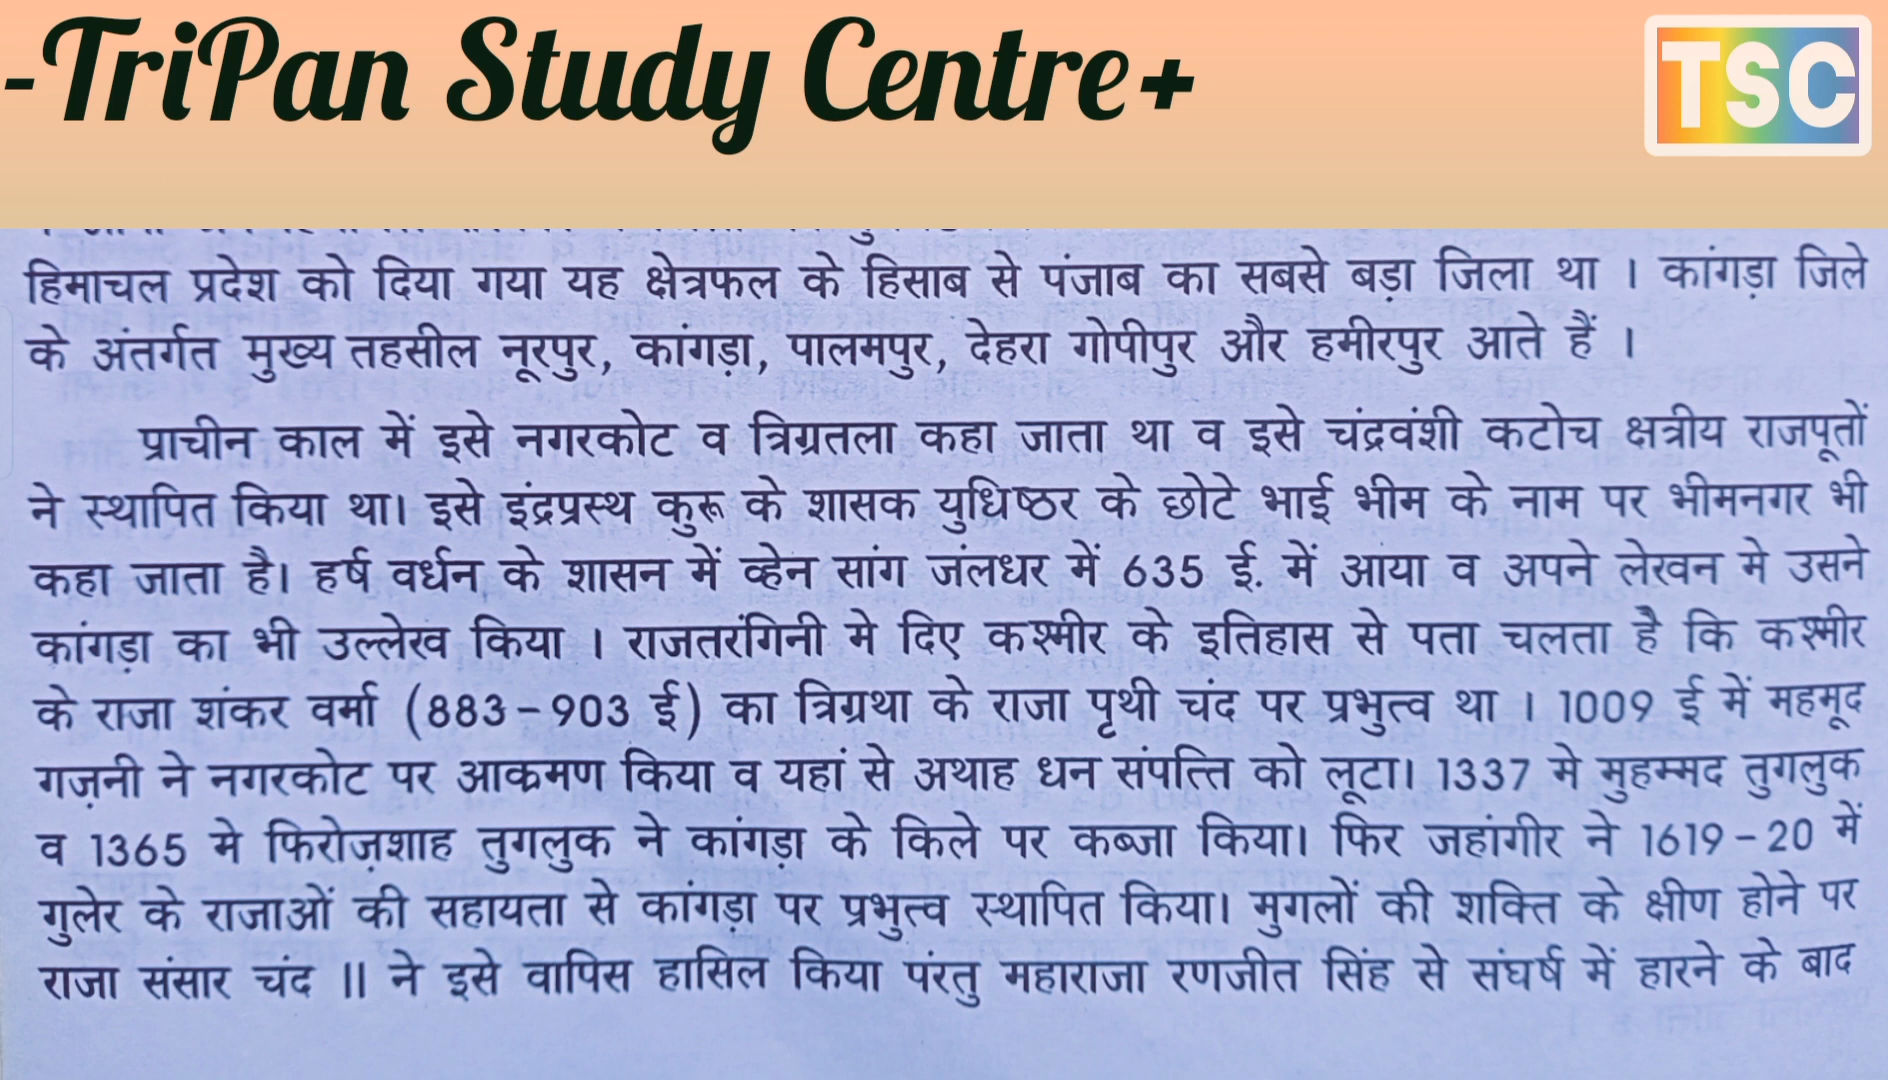 -TriPan Study Centre+
TSC
हिमाचल प्रदेश को दिया गया यह क्षेत्रफल के हिसाब से पंजाब का सबसे बड़ा जिला था । कांगड़ा जिले
के अंतर्गत मुख्य तहसील नूरपुर, कांगड़ा, पालमपुर, देहरा गोपीपुर और हमीरपुर आते हैं ।
प्राचीन काल में इसे नगरकोट व त्रिग्रतला कहा जाता था व इसे चंद्रवंशी कटोच क्षत्रीय राजपूतों
ने स्थापित किया था। इसे इंद्रप्रस्थ कुरू के शासक युधिष्ठर के छोटे भाई भीम के नाम पर भीमनगर भी
कहा जाता है। हर्ष वर्धन के शासन में व्हेन सांग जंलधर में 635 ई. में आया व अपने लेखन मे उसने
कांगड़ा का भी उल्लेख किया । राजतरंगिनी मे दिए कश्मीर के इतिहास से पता चलता है कि कश्मीर
के राजा शंकर वर्मा (883-903 ई) का त्रिग्रथा के राजा पृथी चंद पर प्रभुत्व था । 1009 ई में महमूद
गज़नी ने नगरकोट पर आक्रमण किया व यहां से अथाह धन संपत्ति को लूटा। 1337 मे मुहम्मद तुगलुक
व 1365 मे फिरोज़शाह तुगलुक ने कांगड़ा के किले पर कब्जा किया। फिर जहांगीर ने 1619-20 में
गुलेर के राजाओं की सहायता से कांगड़ा पर प्रभुत्व स्थापित किया। मुगलों की शक्ति के क्षीण होने पर
राजा संसार चंद II ने इसे वापिस हासिल किया पंरतु महाराजा रणजीत सिंह से संघर्ष में हारने के बाद